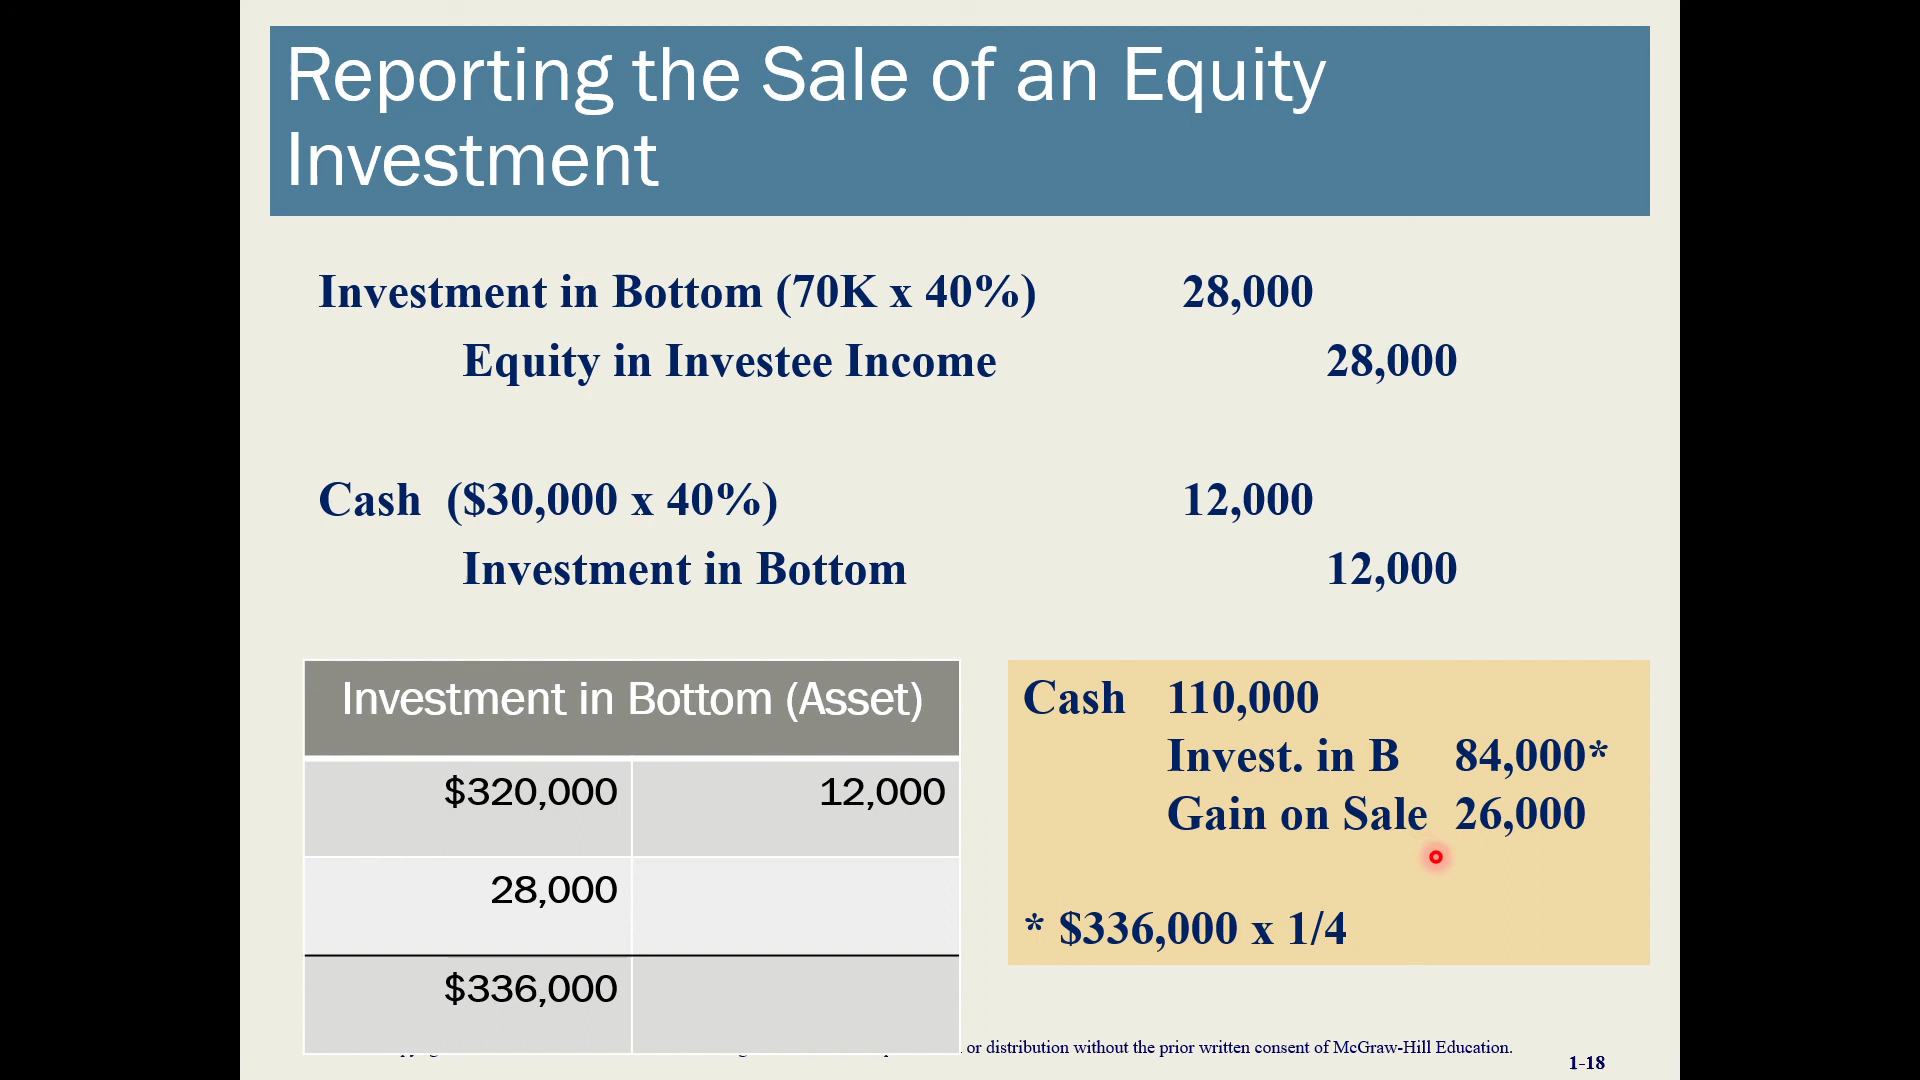 Reporting the Sale of an Equity
Investment
Investment in Bottom (70K x 40%) 28,000
Equity in Investee Income 28,000
Cash ($30,000 x 40%) 12,000
Investment in Bottom 12,000
Investment in Bottom (Asset)
$320,000 12,000
28,000
$336,000
Cash 110,000
Invest. in B 84,000*
Gain on Sale 26,000
* $336,000 x 1/4
or distribution without the prior written consent of McGraw-Hill Education.
1-18